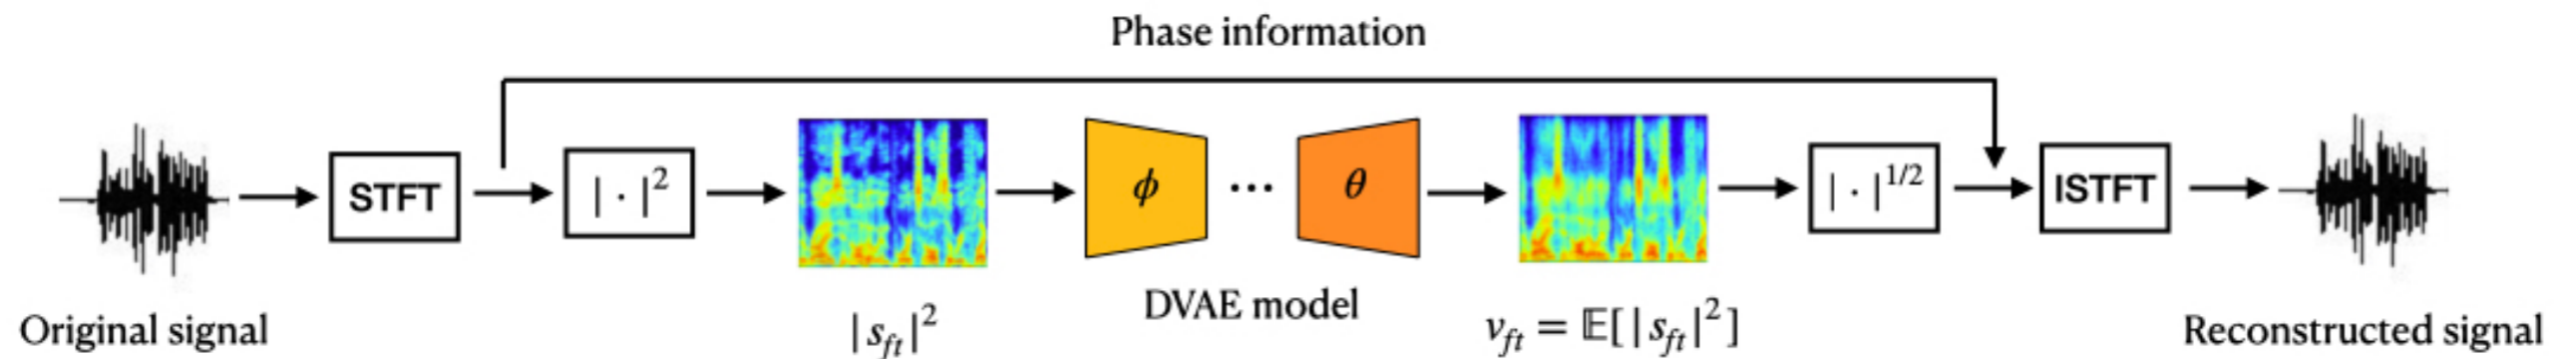 Phase information
STFT
| · |²
ϕ
...
θ
| · |^{1/2}
ISTFT
Original signal
|s_{ft}|²
DVAE model
v_{ft} = 𝔼[|s_{ft}|²]
Reconstructed signal